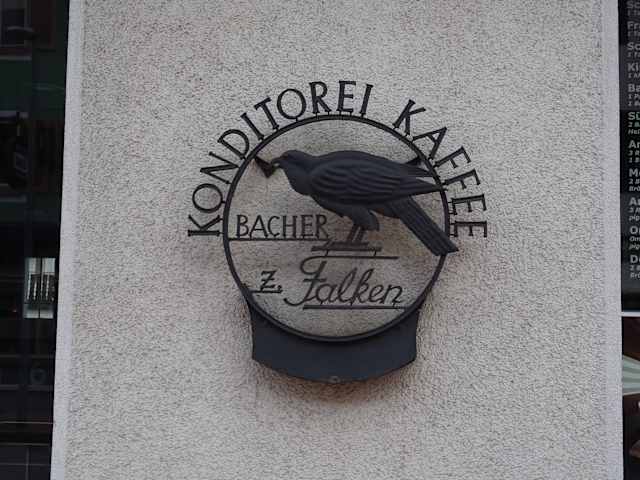 KONDITOREI KAFFEE
BACHER
z. Falken